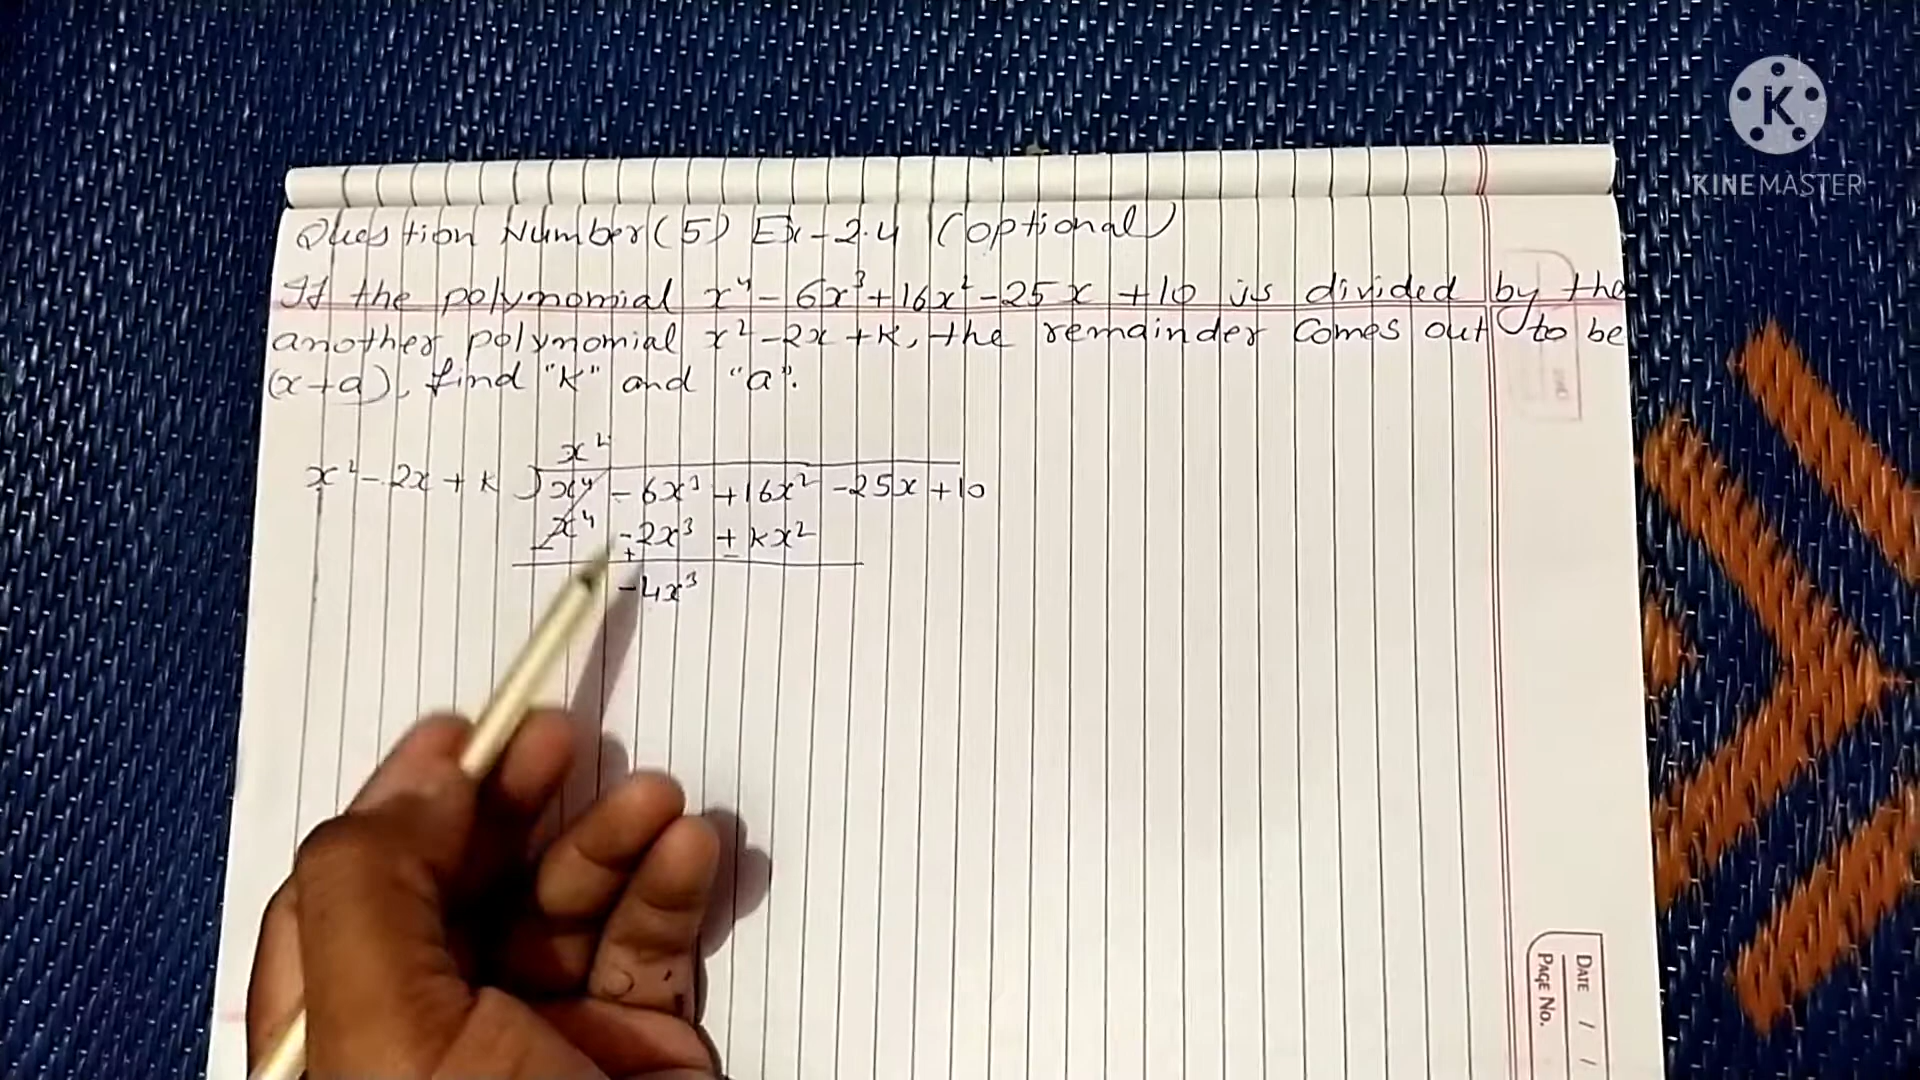 KINEMASTER
Question Number (5) Ex-2.4 (optional)
If the polynomial x⁴ - 6x³ + 16x² - 25x + 10 is divided by the
another polynomial x² - 2x + k, the remainder comes out to be
(x+a), find "k" and "a".
x²
x² - 2x + k ) x⁴ - 6x³ + 16x² - 25x + 10
x⁴ - 2x³ + kx²
- + -
-4x³
DATE / /
PAGE NO.